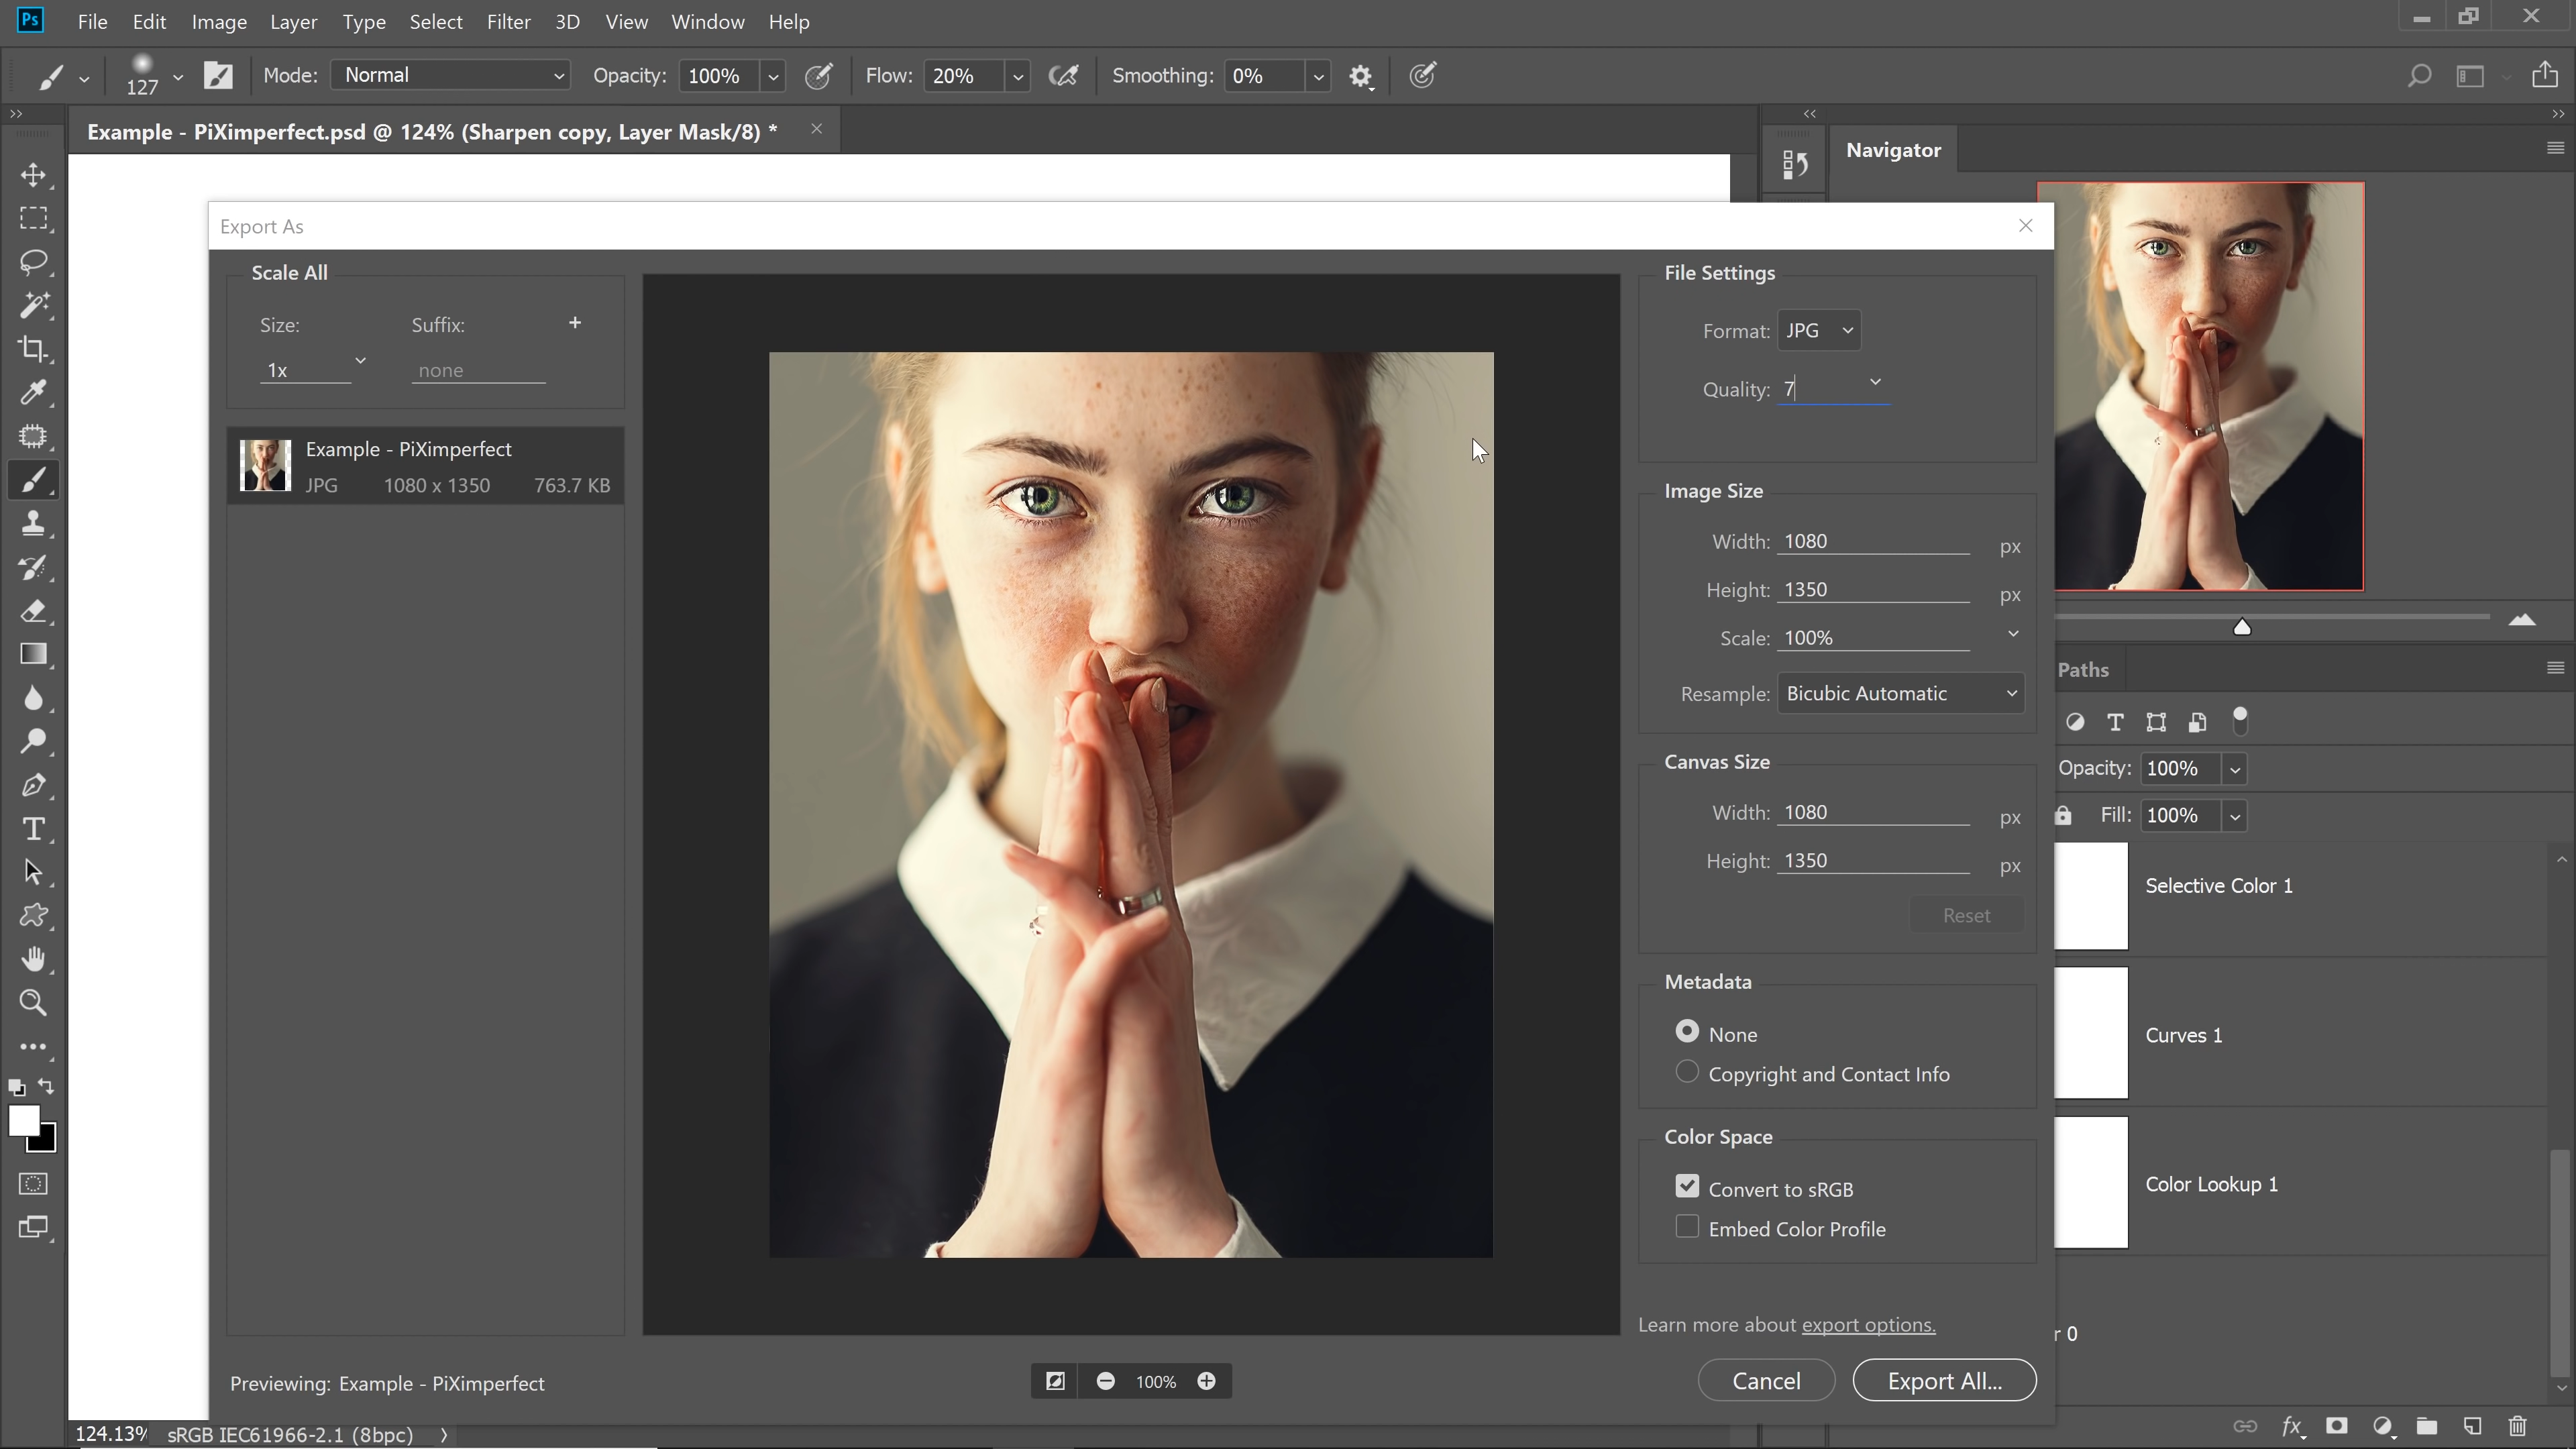 Ps File Edit Image Layer Type Select Filter 3D View Window Help
127 Mode: Normal Opacity: 100% Flow: 20% Smoothing: 0%
Example - PiXimperfect.psd @ 124% (Sharpen copy, Layer Mask/8) *
Navigator
Export As
Scale All
Size: Suffix:
1x none
Example - PiXimperfect
JPG 1080 x 1350 763.7 KB
File Settings
Format: JPG
Quality: 7
Image Size
Width: 1080 px
Height: 1350 px
Scale: 100%
Resample: Bicubic Automatic
Canvas Size
Width: 1080 px
Height: 1350 px
Reset
Metadata
None
Copyright and Contact Info
Color Space
Convert to sRGB
Embed Color Profile
Learn more about export options.
Previewing: Example - PiXimperfect
100%
Cancel Export All...
Paths
Opacity: 100%
Fill: 100%
Selective Color 1
Curves 1
Color Lookup 1
r 0
124.13% sRGB IEC61966-2.1 (8bpc)
fx